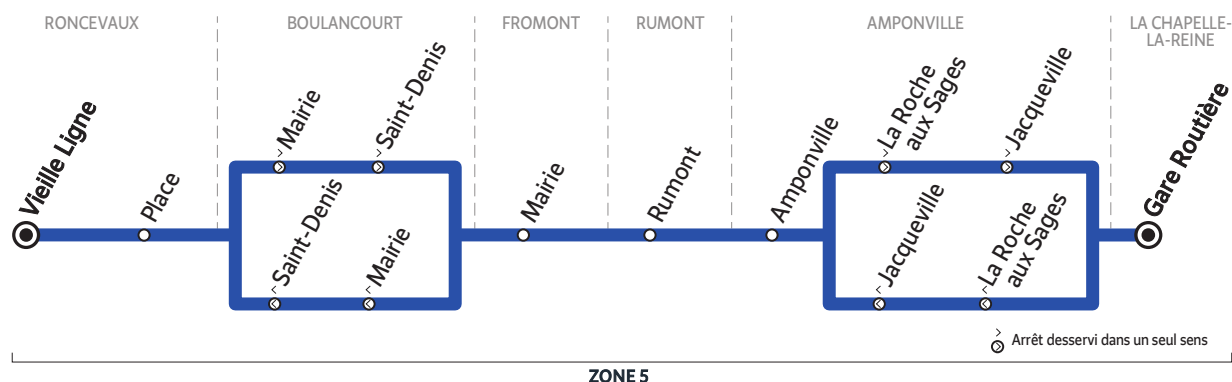 RONCEVAUX
BOULANCOURT
FROMONT
RUMONT
AMPONVILLE
LA CHAPELLE-
LA-REINE
Vieille Ligne
Place
Mairie
Saint-Denis
Saint-Denis
Mairie
Mairie
Rumont
Amponville
La Roche
aux Sages
Jacqueville
Jacqueville
La Roche
aux Sages
Gare Routière
Arrêt desservi dans un seul sens
ZONE 5